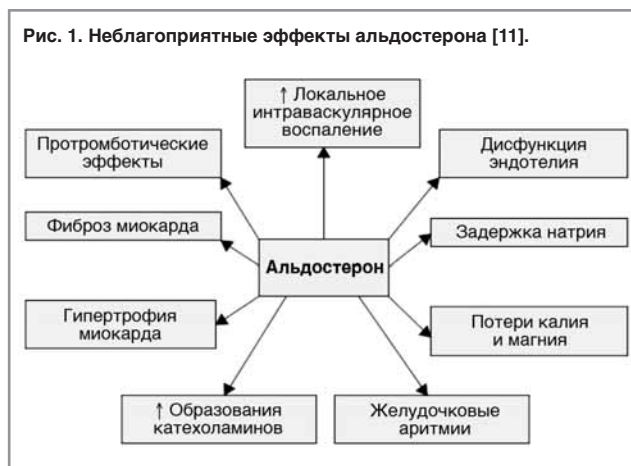 Рис. 1. Неблагоприятные эффекты альдостерона [11].
↑ Локальное
интраваскулярное
воспаление
Протромботические
эффекты
Дисфункция
эндотелия
Фиброз миокарда
Задержка натрия
Альдостерон
Гипертрофия
миокарда
Потери калия
и магния
↑ Образования
катехоламинов
Желудочковые
аритмии